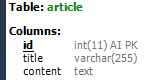 Table: article
Columns:
id int(11) AI PK
title varchar(255)
content text